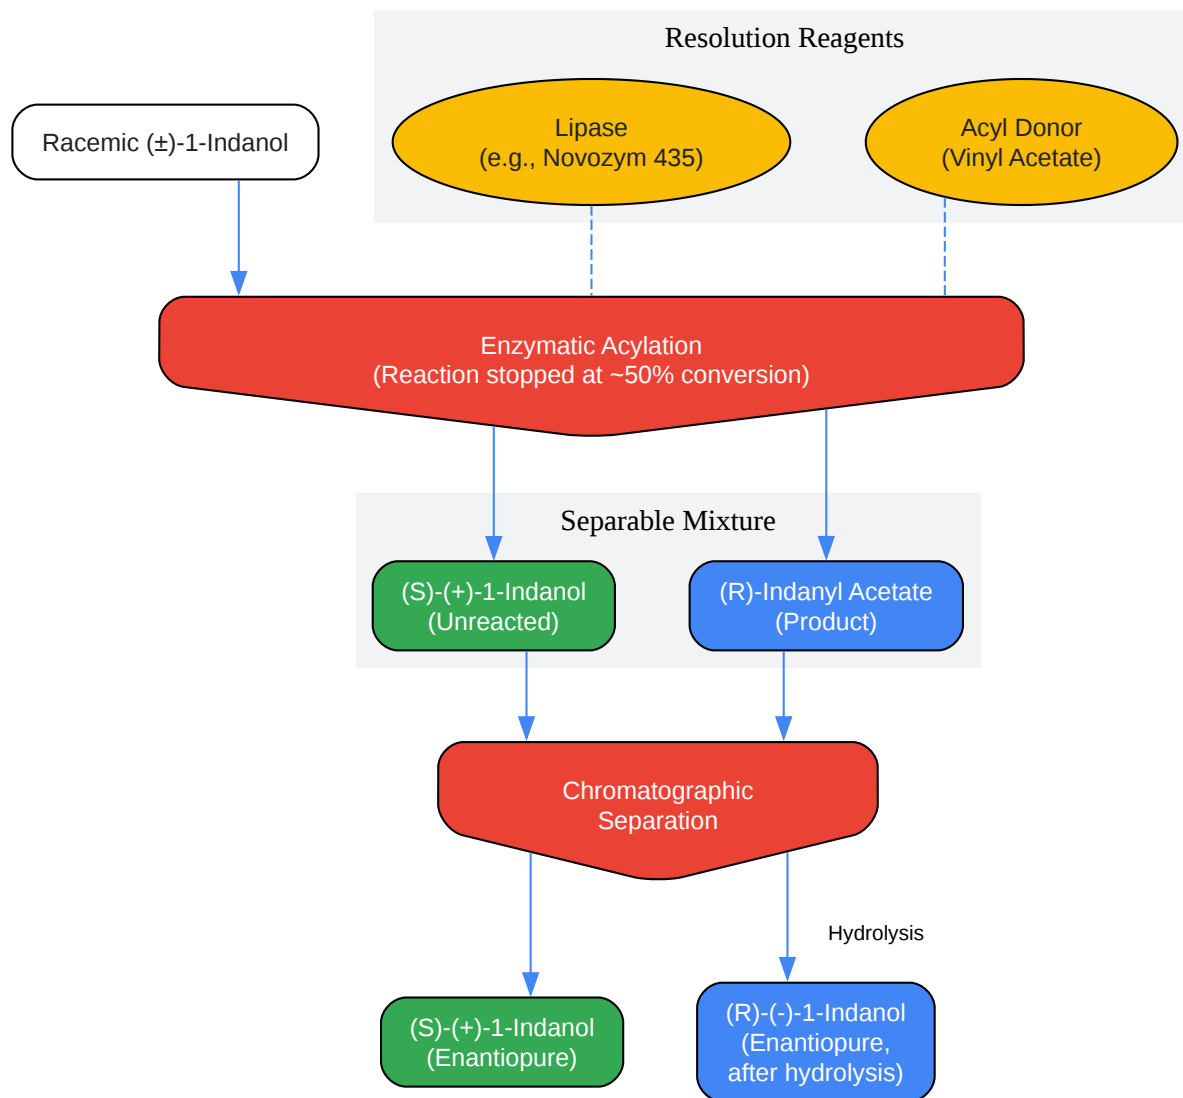 Resolution Reagents
Racemic (±)-1-Indanol
Lipase
(e.g., Novozym 435)
Acyl Donor
(Vinyl Acetate)
Enzymatic Acylation
(Reaction stopped at ~50% conversion)
Separable Mixture
(S)-(+)-1-Indanol
(Unreacted)
(R)-Indanyl Acetate
(Product)
Chromatographic
Separation
Hydrolysis
(S)-(+)-1-Indanol
(Enantiopure)
(R)-(-)-1-Indanol
(Enantiopure,
after hydrolysis)